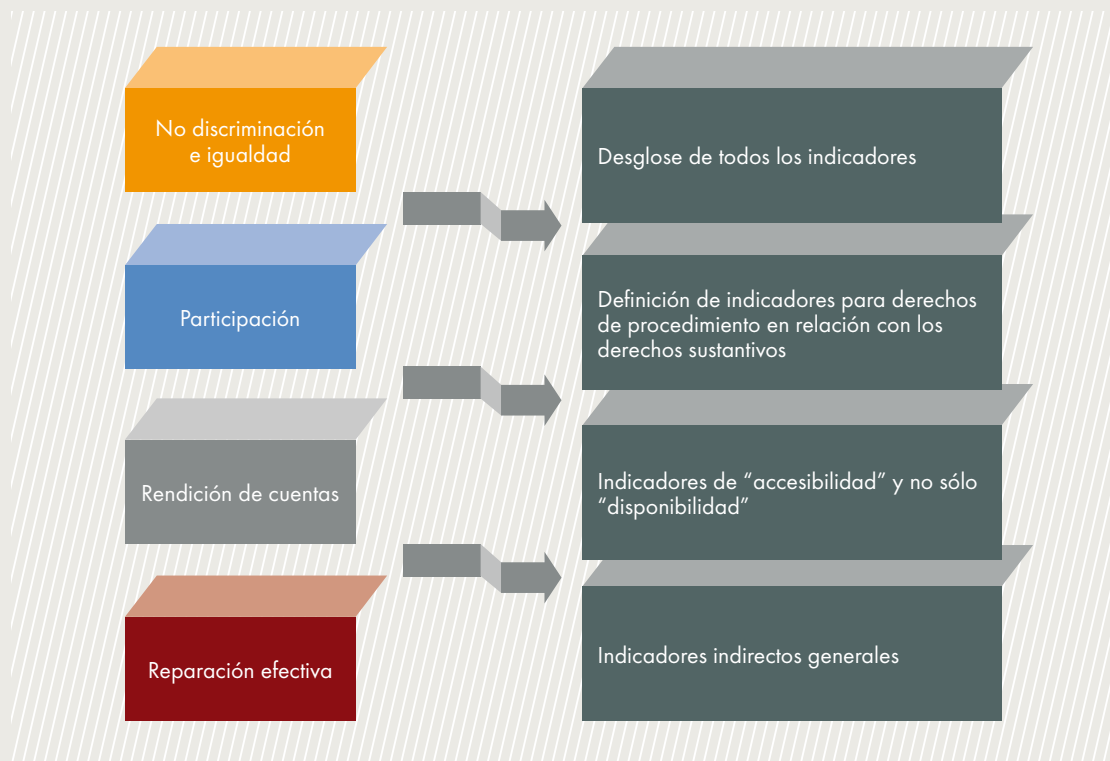 No discriminación
e igualdad
Participación
Rendición de cuentas
Reparación efectiva
Desglose de todos los indicadores
Definición de indicadores para derechos
de procedimiento en relación con los
derechos sustantivos
Indicadores de “accesibilidad” y no sólo
“disponibilidad”
Indicadores indirectos generales